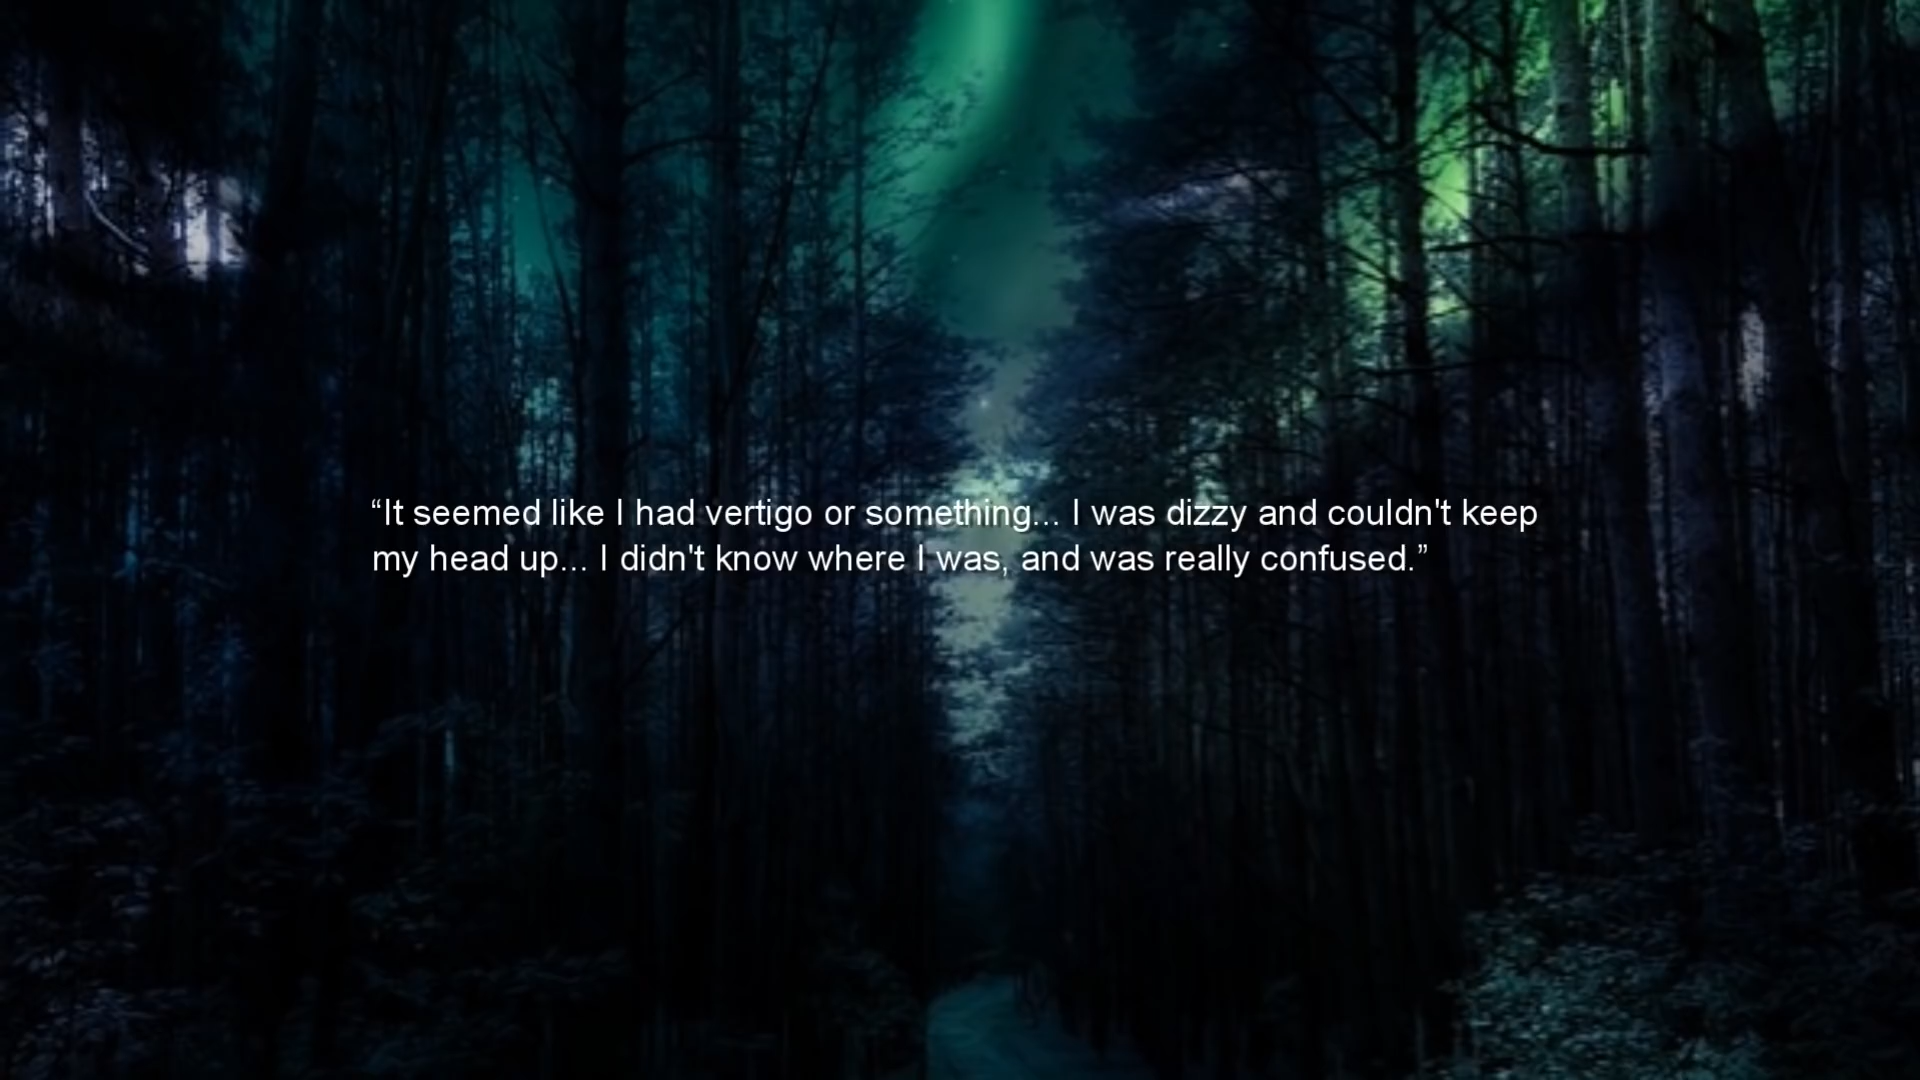 “It seemed like I had vertigo or something... I was dizzy and couldn't keep
my head up... I didn't know where I was, and was really confused.”